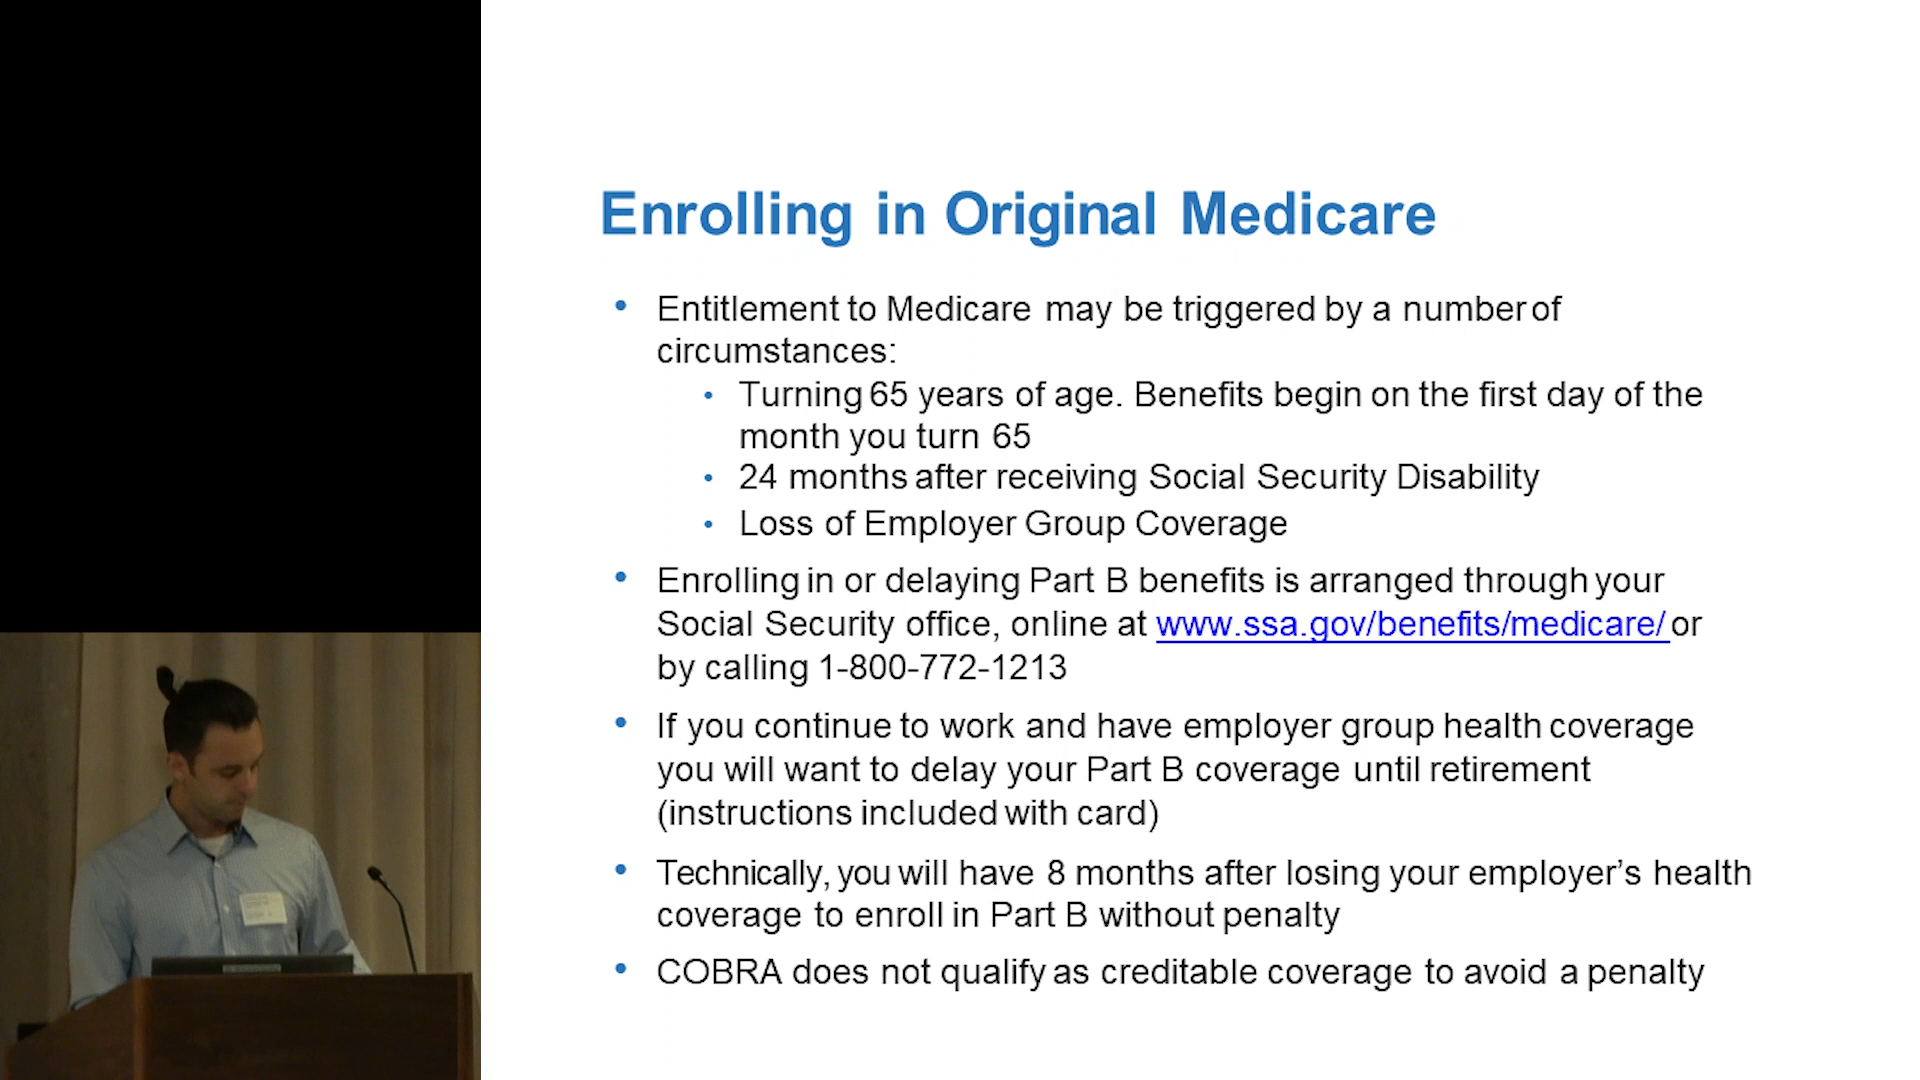 Enrolling in Original Medicare
• Entitlement to Medicare may be triggered by a number of
circumstances:
• Turning 65 years of age. Benefits begin on the first day of the
month you turn 65
• 24 months after receiving Social Security Disability
• Loss of Employer Group Coverage
• Enrolling in or delaying Part B benefits is arranged through your
Social Security office, online at www.ssa.gov/benefits/medicare/ or
by calling 1-800-772-1213
• If you continue to work and have employer group health coverage
you will want to delay your Part B coverage until retirement
(instructions included with card)
• Technically, you will have 8 months after losing your employer’s health
coverage to enroll in Part B without penalty
• COBRA does not qualify as creditable coverage to avoid a penalty